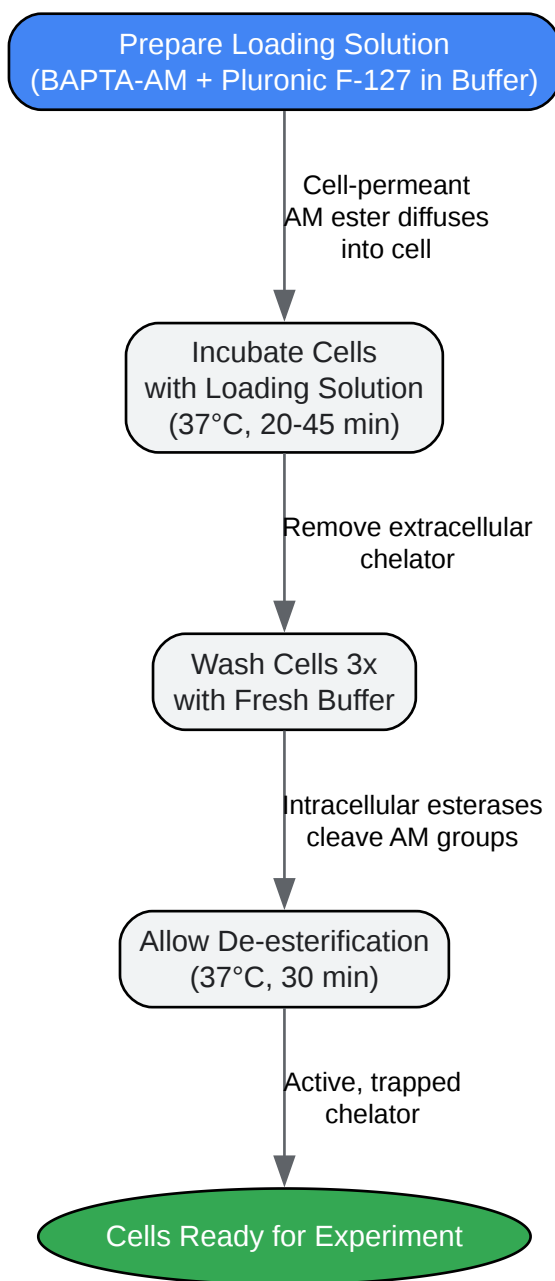 Prepare Loading Solution
(BAPTA-AM + Pluronic F-127 in Buffer)
Cell-permeant
AM ester diffuses
into cell
Incubate Cells
with Loading Solution
(37°C, 20-45 min)
Remove extracellular
chelator
Wash Cells 3x
with Fresh Buffer
Intracellular esterases
cleave AM groups
Allow De-esterification
(37°C, 30 min)
Active, trapped
chelator
Cells Ready for Experiment